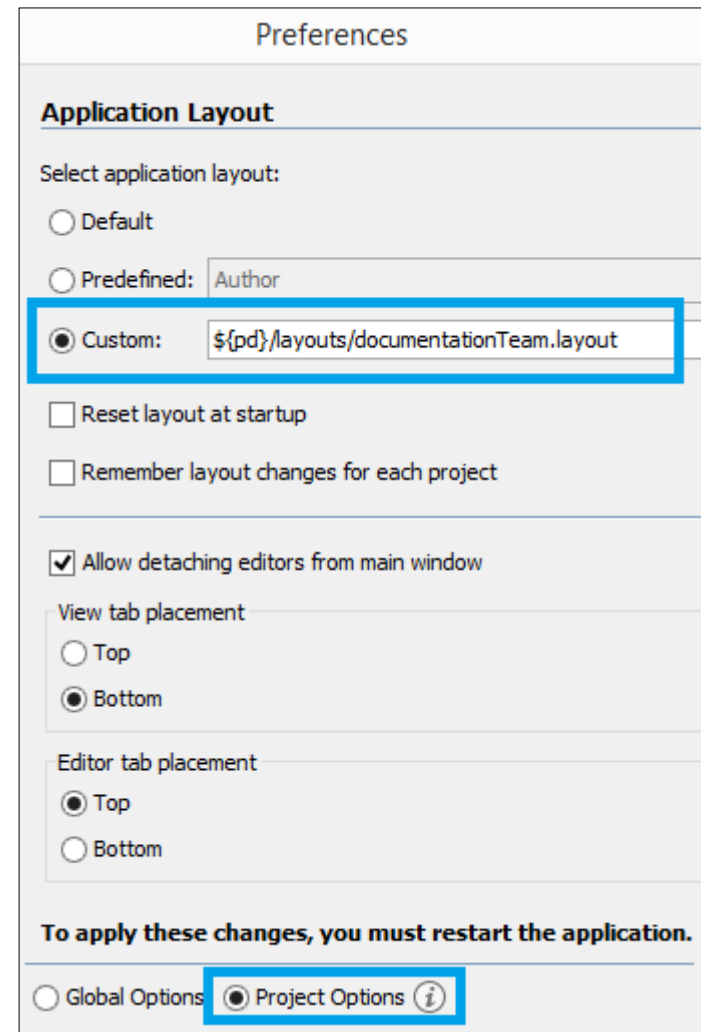 Preferences
Application Layout
Select application layout:
Default
Predefined: Author
Custom: ${pd}/layouts/documentationTeam.layout
Reset layout at startup
Remember layout changes for each project
Allow detaching editors from main window
View tab placement
Top
Bottom
Editor tab placement
Top
Bottom
To apply these changes, you must restart the application.
Global Options Project Options i